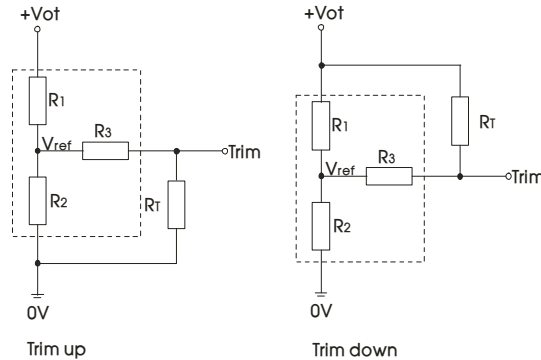 +Vot
R1
R3
Vref
Trim
R2
RT
0V
Trim up
+Vot
R1
RT
R3
Vref
Trim
R2
0V
Trim down